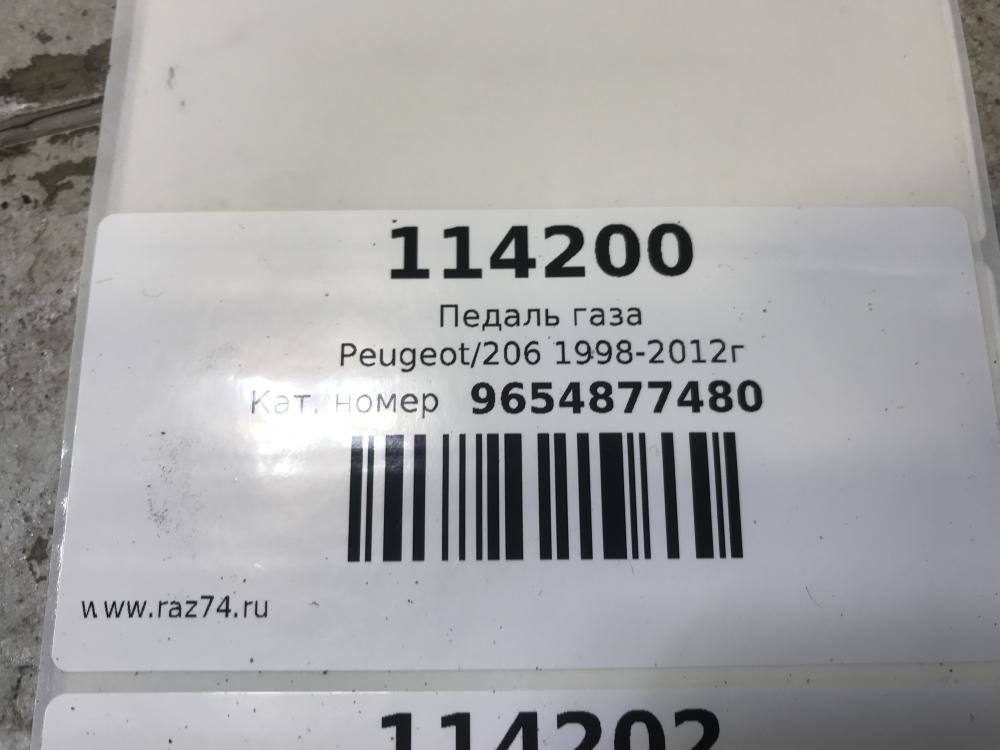 114200
Педаль газа
Peugeot/206 1998-2012г
Кат. номер 9654877480
www.raz74.ru
114202